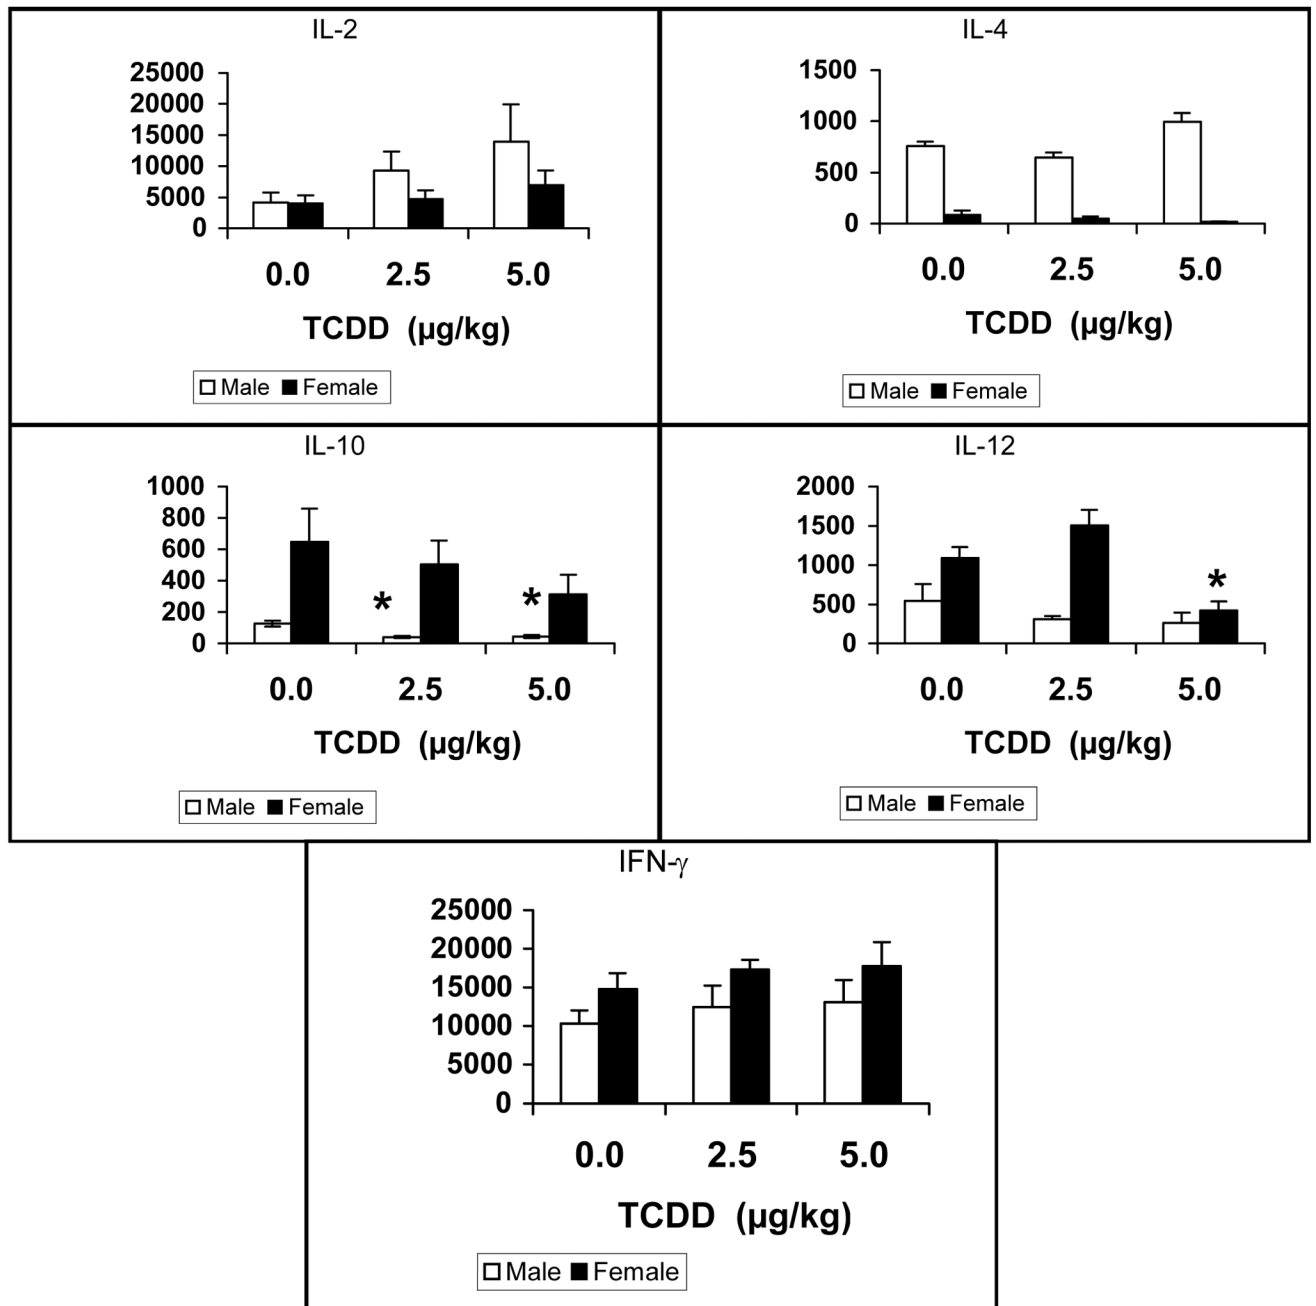 IL-2
25000
20000
15000
10000
5000
0
0.0 2.5 5.0
TCDD (µg/kg)
Male Female
IL-4
1500
1000
500
0
0.0 2.5 5.0
TCDD (µg/kg)
Male Female
IL-10
1000
800
600
400
200
0
* *
0.0 2.5 5.0
TCDD (µg/kg)
Male Female
IL-12
2000
1500
1000
500
0
*
0.0 2.5 5.0
TCDD (µg/kg)
Male Female
IFN-γ
25000
20000
15000
10000
5000
0
0.0 2.5 5.0
TCDD (µg/kg)
Male Female